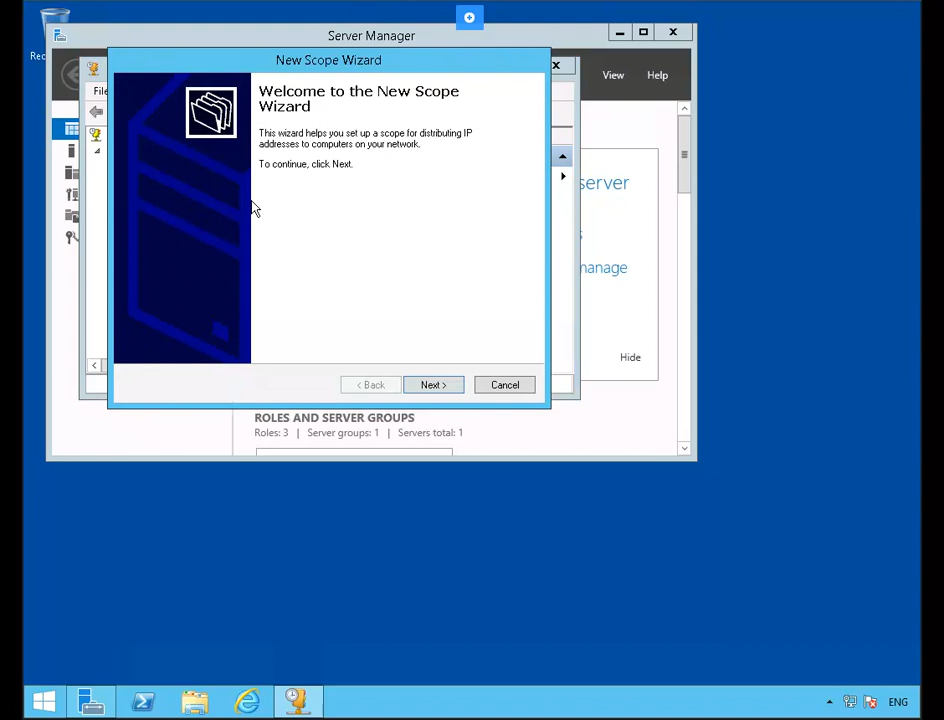 Rec
Server Manager
New Scope Wizard
View
Help
File
Welcome to the New Scope
Wizard
This wizard helps you set up a scope for distributing IP
addresses to computers on your network.
To continue, click Next.
server
s
manage
Hide
< Back
Next >
Cancel
ROLES AND SERVER GROUPS
Roles: 3 | Server groups: 1 | Servers total: 1
ENG